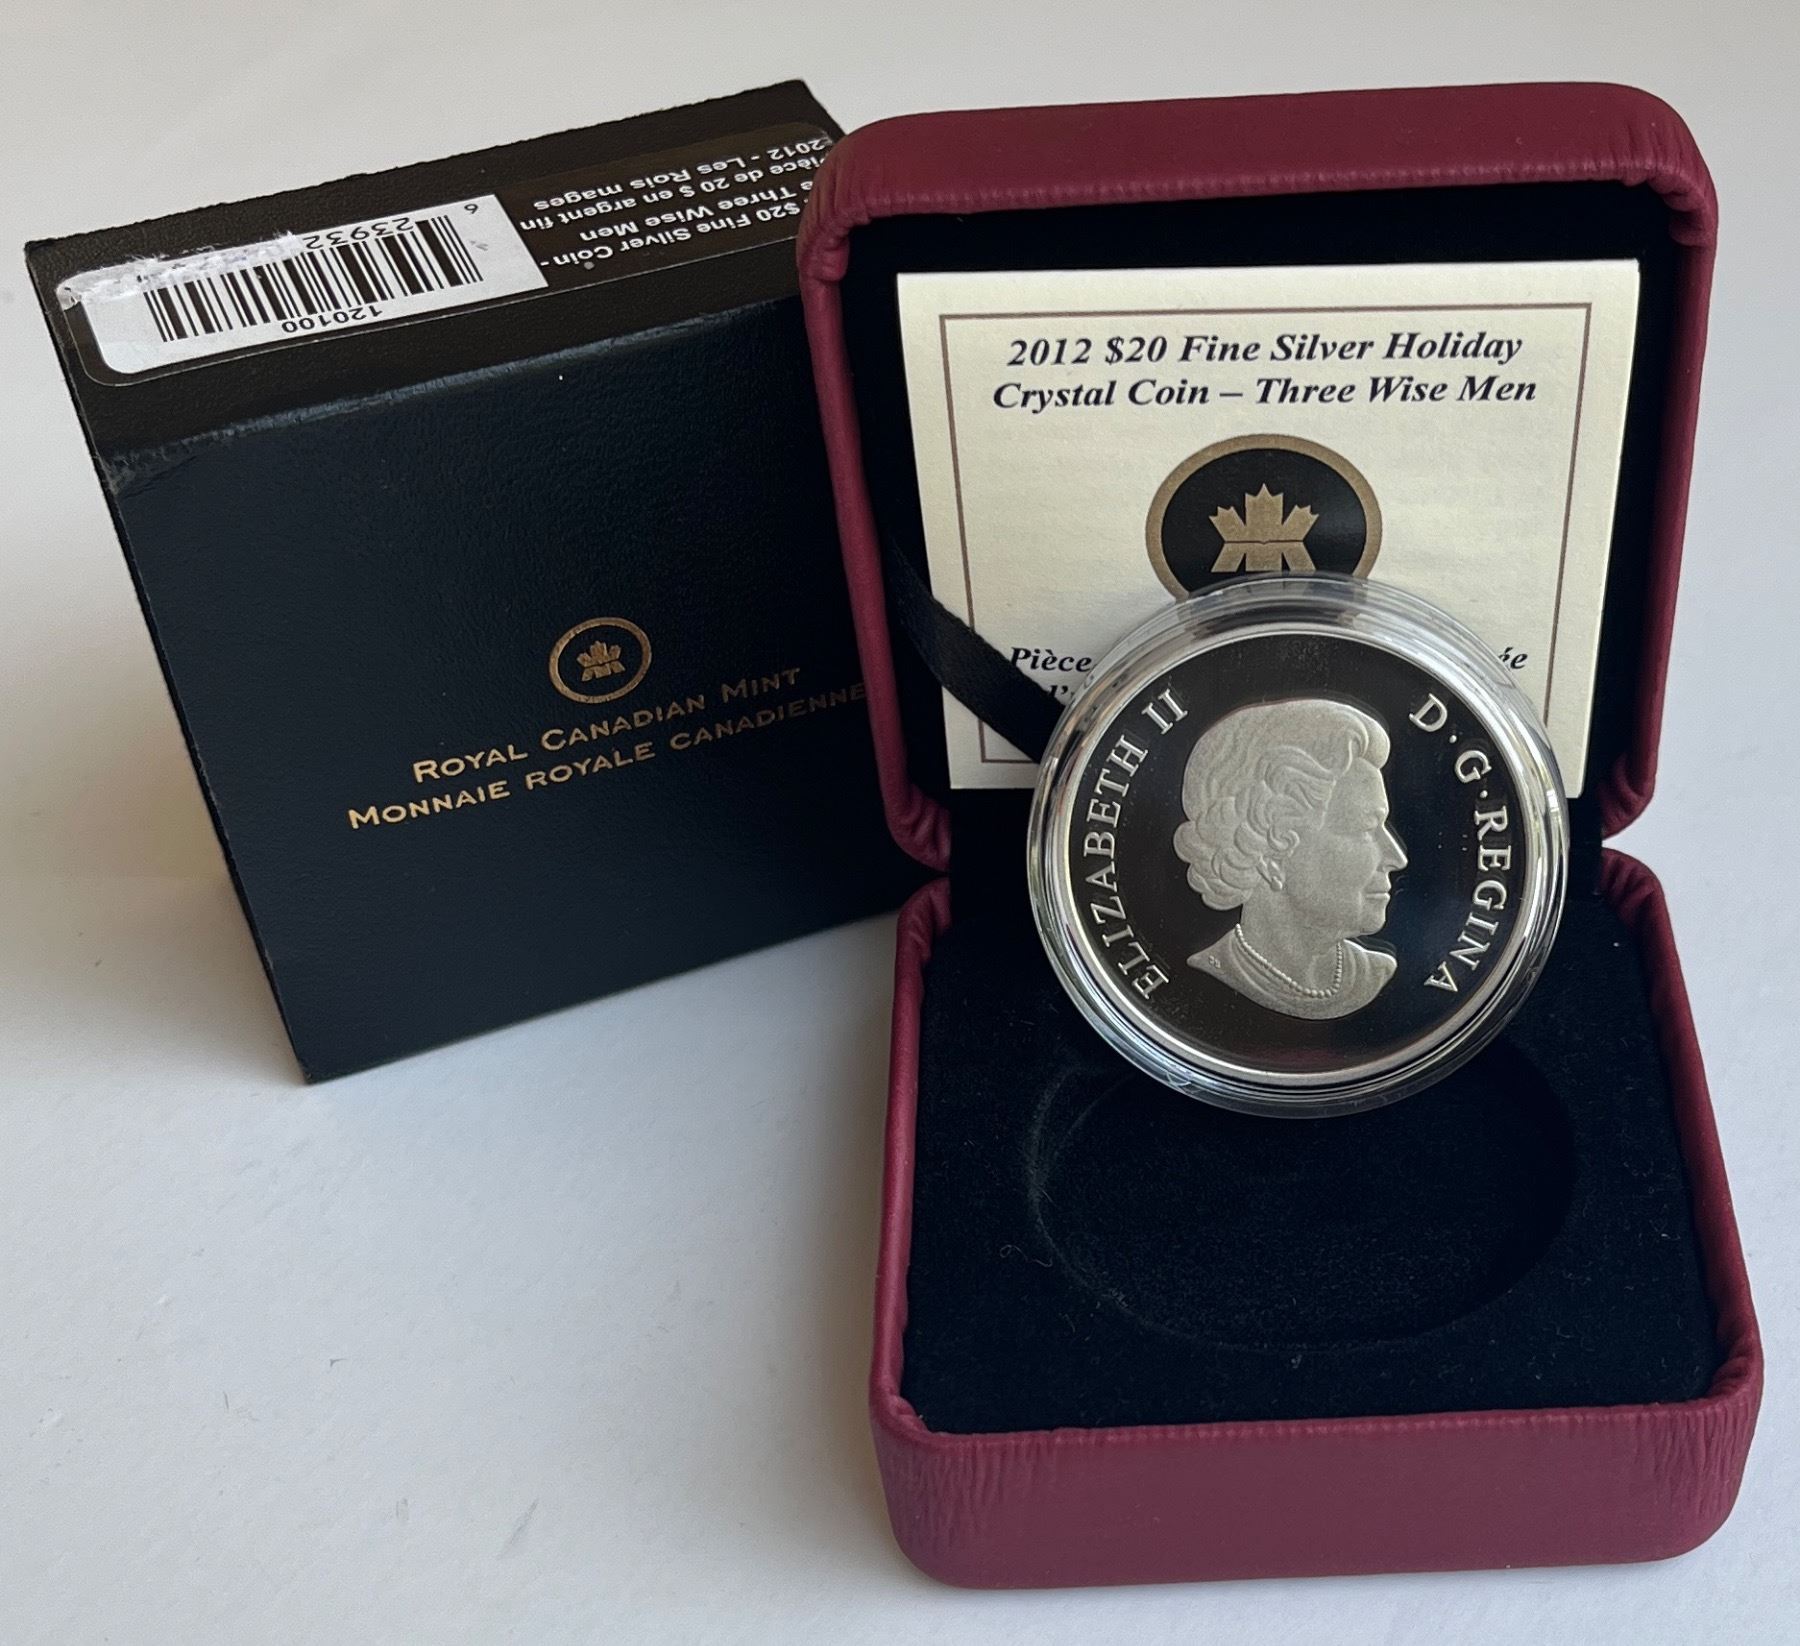 $20 Fine Silver Coin -
Three Wise Men
Pièce de 20 $ en argent fin
2012 - Les Rois mages
6 23932 120100
ROYAL CANADIAN MINT
MONNAIE ROYALE CANADIENNE
2012 $20 Fine Silver Holiday
Crystal Coin – Three Wise Men
Pièce
ELIZABETH II D·G·REGINA